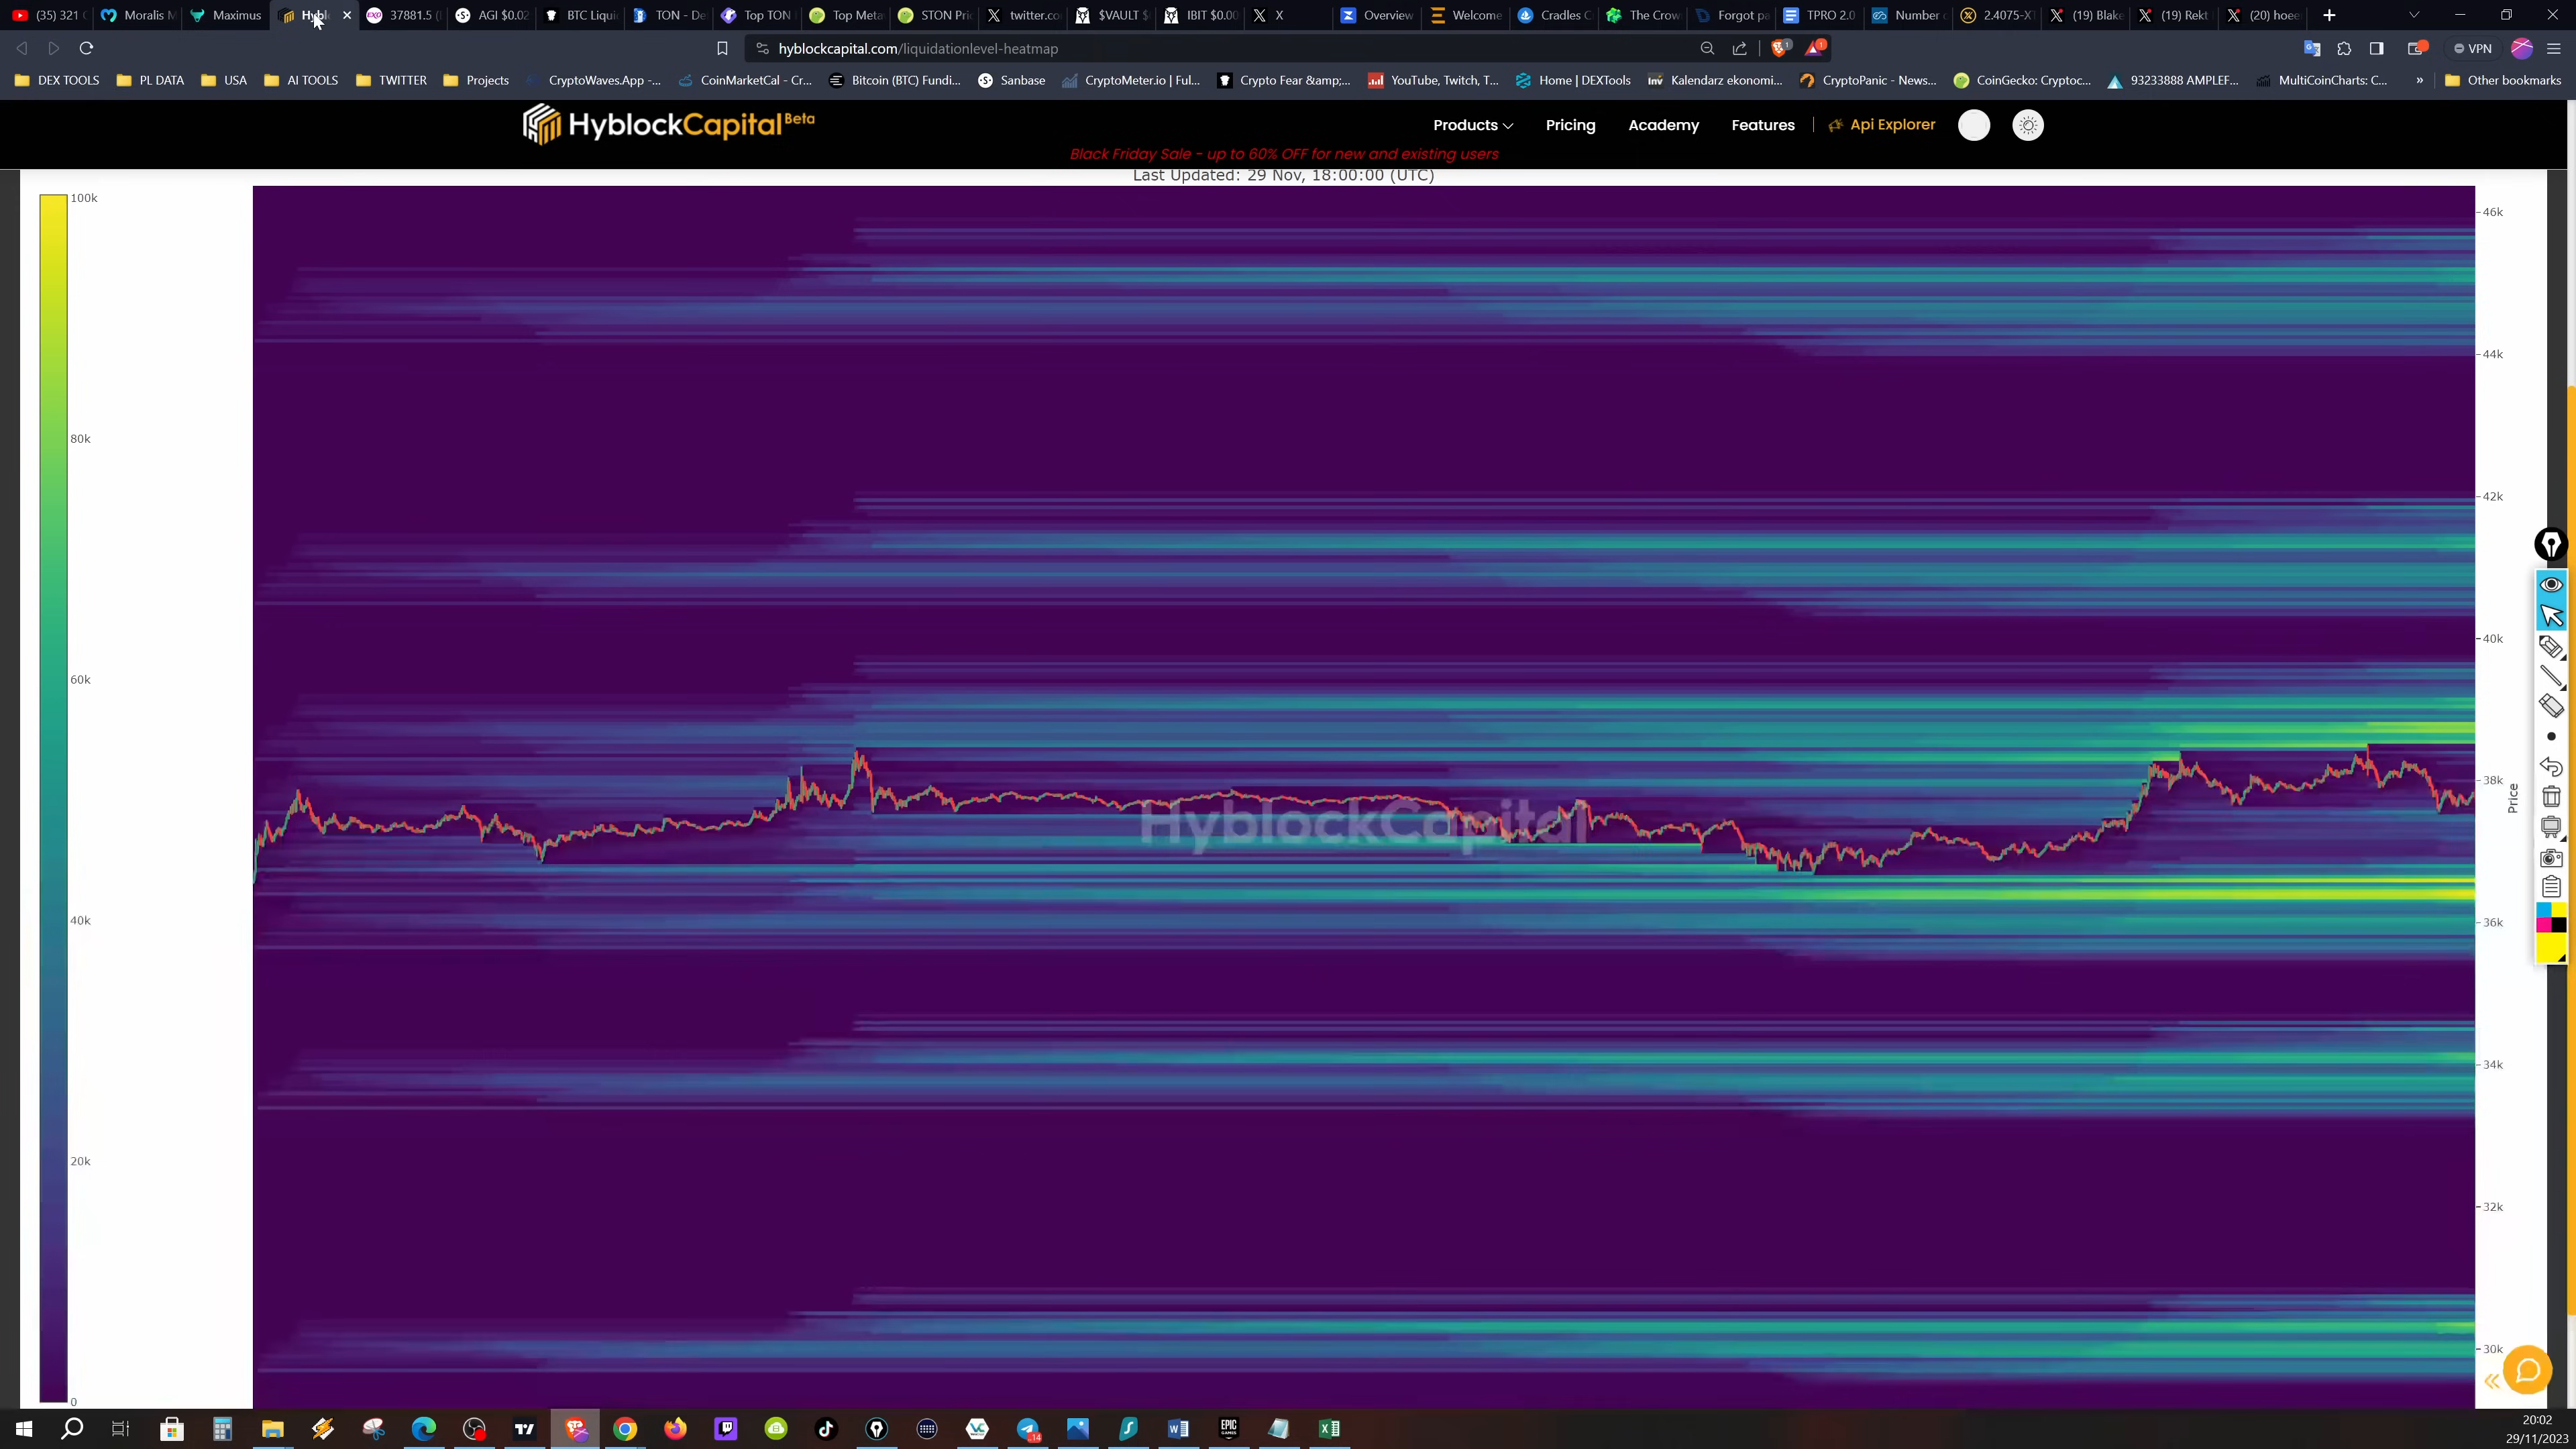 (35) 321 (
Moralis M
Maximus
Hybl
37881.5 (
AGI $0.02
BTC Liqui
TON - De
Top TON
Top Meta
STON Pri
twitter.co
$VAULT $
IBIT $0.00
X
Overview
Welcome
Cradles C
The Crow
Forgot pa
TPRO 2.0
Number
2.4075-X
(19) Blake
(19) Rekt
(20) hoee
hyblockcapital.com/liquidationlevel-heatmap
VPN
DEX TOOLS
PL DATA
USA
AI TOOLS
TWITTER
Projects
CryptoWaves.App -...
CoinMarketCal - Cr...
Bitcoin (BTC) Fundi...
Sanbase
CryptoMeter.io | Ful...
Crypto Fear &amp;...
YouTube, Twitch, T...
Home | DEXTools
Kalendarz ekonomi...
CryptoPanic - News...
CoinGecko: Cryptoc...
93233888 AMPLEF...
MultiCoinCharts: C...
»
Other bookmarks
HyblockCapital Beta
Products
Pricing
Academy
Features
Api Explorer
Black Friday Sale - up to 60% OFF for new and existing users
Last Updated: 29 Nov, 18:00:00 (UTC)
100k
80k
60k
40k
20k
0
46k
44k
42k
40k
38k
36k
34k
32k
30k
Price
HyblockCapital
20:02
29/11/2023